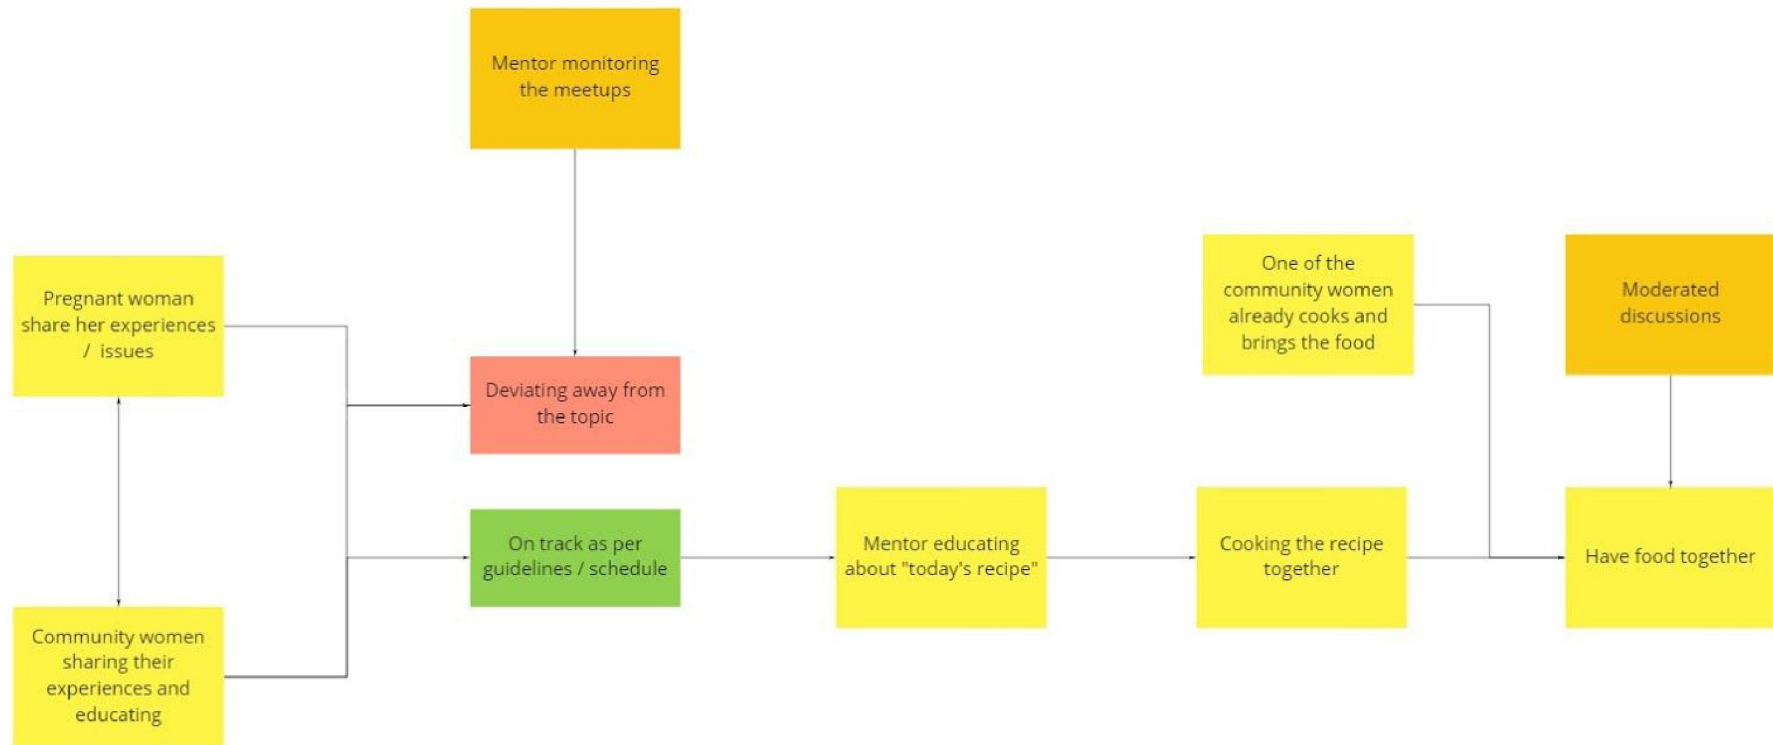 Mentor monitoring
the meetups
Pregnant woman
share her experiences
/ issues
One of the
community women
already cooks and
brings the food
Moderated
discussions
Deviating away from
the topic
On track as per
guidelines / schedule
Mentor educating
about "today's recipe"
Cooking the recipe
together
Have food together
Community women
sharing their
experiences and
educating